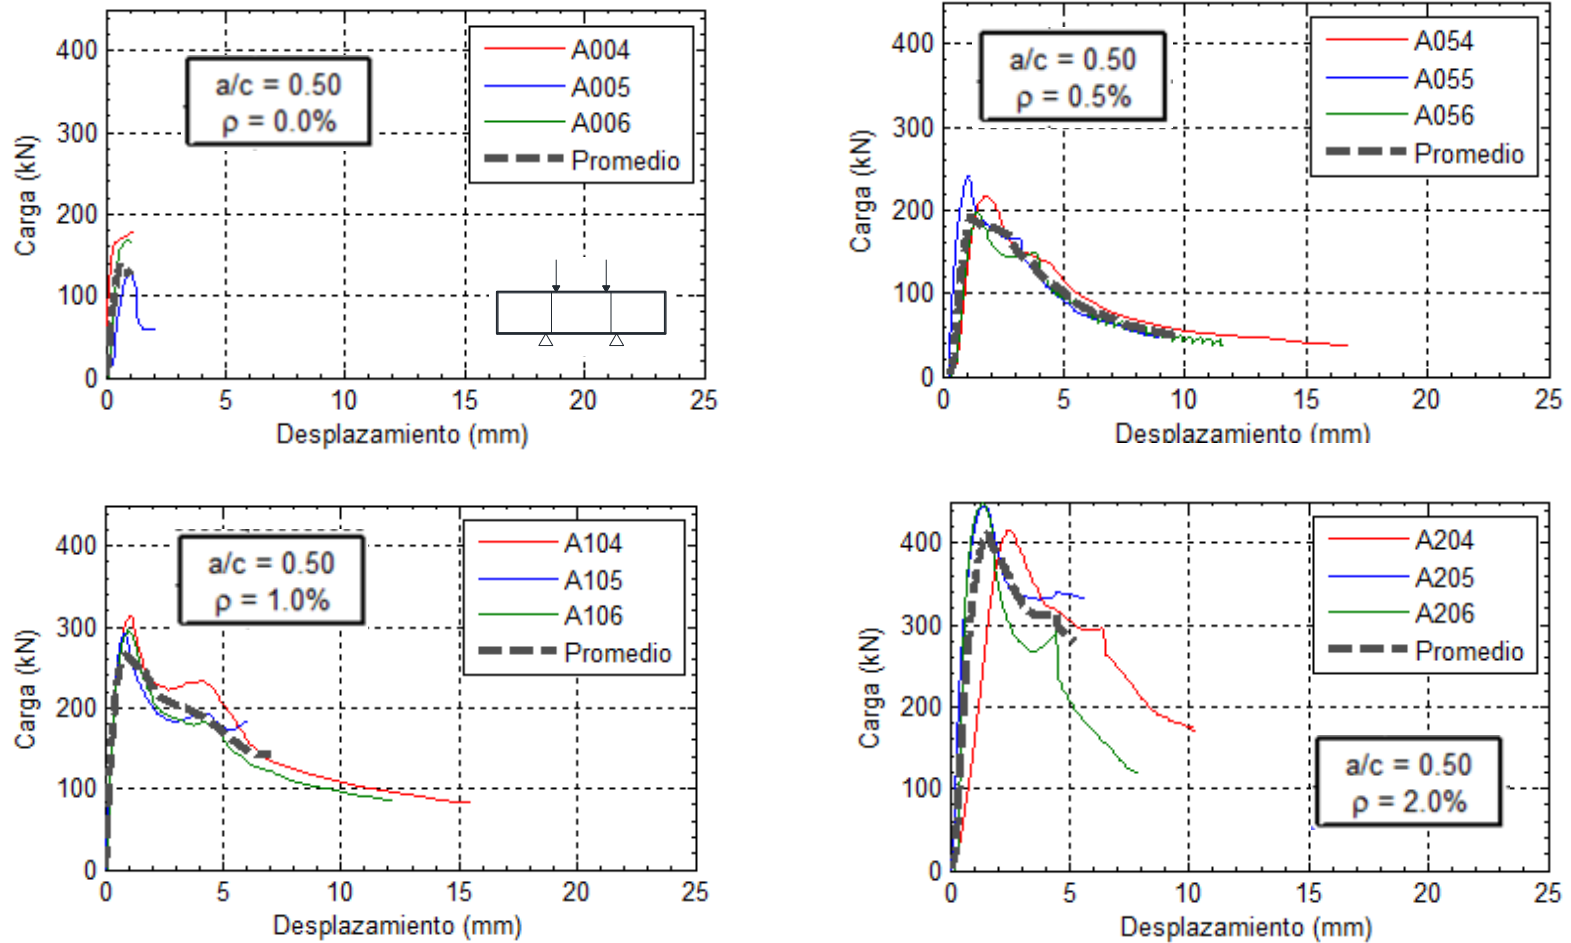 400
300
200
100
0
Carga (kN)
a/c = 0.50
ρ = 0.0%
A004
A005
A006
Promedio
0 5 10 15 20 25
Desplazamiento (mm)
400
300
200
100
0
Carga (kN)
a/c = 0.50
ρ = 0.5%
A054
A055
A056
Promedio
0 5 10 15 20 25
Desplazamiento (mm)
400
300
200
100
0
Carga (kN)
a/c = 0.50
ρ = 1.0%
A104
A105
A106
Promedio
0 5 10 15 20 25
Desplazamiento (mm)
400
300
200
100
0
Carga (kN)
A204
A205
A206
Promedio
a/c = 0.50
ρ = 2.0%
0 5 10 15 20 25
Desplazamiento (mm)